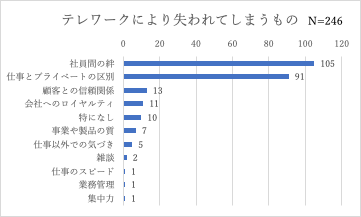 テレワークにより失われてしまうもの N=246
0 20 40 60 80 100 120
社員間の絆 105
仕事とプライベートの区別 91
顧客との信頼関係 13
会社へのロイヤルティ 11
特になし 10
事業や製品の質 7
仕事以外での気づき 5
雑談 2
仕事のスピード 1
業務管理 1
集中力 1